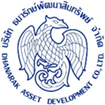 บริษัท ธนารักษ์พัฒนาสินทรัพย์ จำกัด
DHANARAK ASSET DEVELOPMENT CO.,LTD.